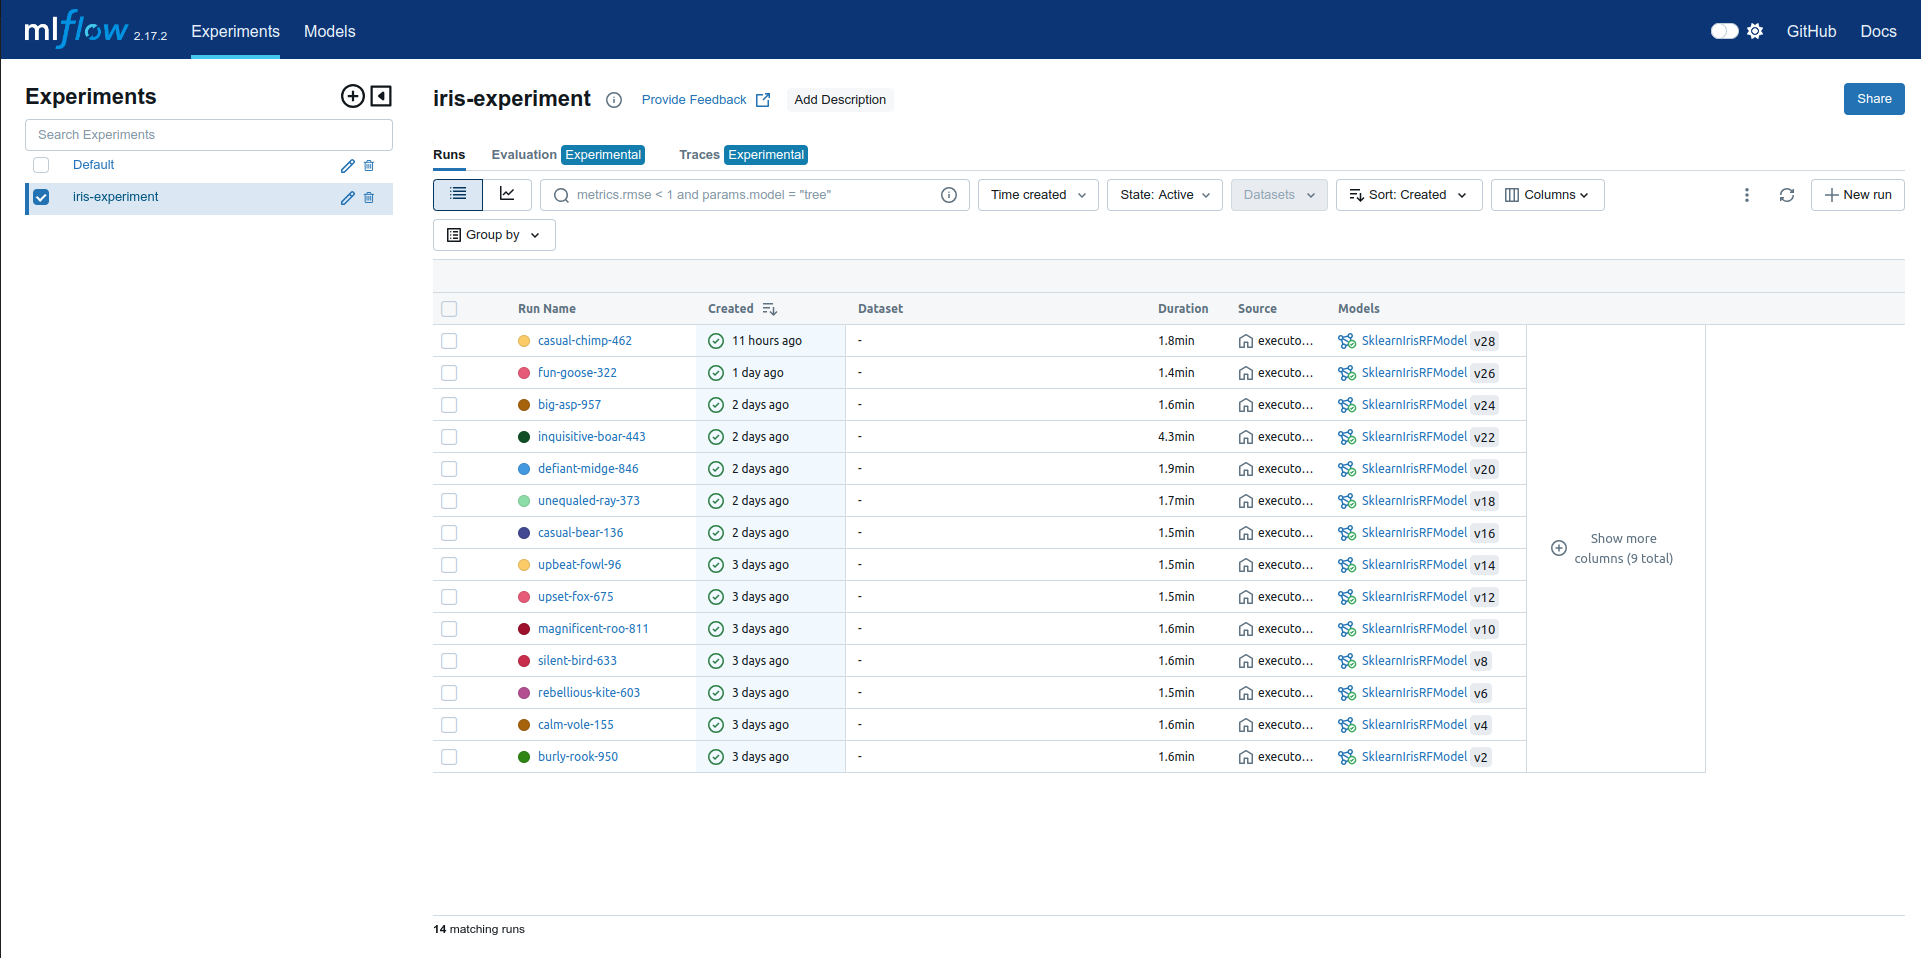 mlflow 2.17.2 Experiments Models GitHub Docs
Experiments
Search Experiments
Default
iris-experiment
iris-experiment Provide Feedback Add Description Share
Runs Evaluation Experimental Traces Experimental
metrics.rmse < 1 and params.model = "tree" Time created State: Active Datasets Sort: Created Columns New run
Group by
Run Name Created Dataset Duration Source Models
casual-chimp-462 11 hours ago - 1.8min executo... SklearnIrisRFModel v28
fun-goose-322 1 day ago - 1.4min executo... SklearnIrisRFModel v26
big-asp-957 2 days ago - 1.6min executo... SklearnIrisRFModel v24
inquisitive-boar-443 2 days ago - 4.3min executo... SklearnIrisRFModel v22
defiant-midge-846 2 days ago - 1.9min executo... SklearnIrisRFModel v20
unequaled-ray-373 2 days ago - 1.7min executo... SklearnIrisRFModel v18
casual-bear-136 2 days ago - 1.5min executo... SklearnIrisRFModel v16
upbeat-fowl-96 3 days ago - 1.5min executo... SklearnIrisRFModel v14
upset-fox-675 3 days ago - 1.5min executo... SklearnIrisRFModel v12
magnificent-roo-811 3 days ago - 1.6min executo... SklearnIrisRFModel v10
silent-bird-633 3 days ago - 1.6min executo... SklearnIrisRFModel v8
rebellious-kite-603 3 days ago - 1.5min executo... SklearnIrisRFModel v6
calm-vole-155 3 days ago - 1.6min executo... SklearnIrisRFModel v4
burly-rook-950 3 days ago - 1.6min executo... SklearnIrisRFModel v2
Show more
columns (9 total)
14 matching runs